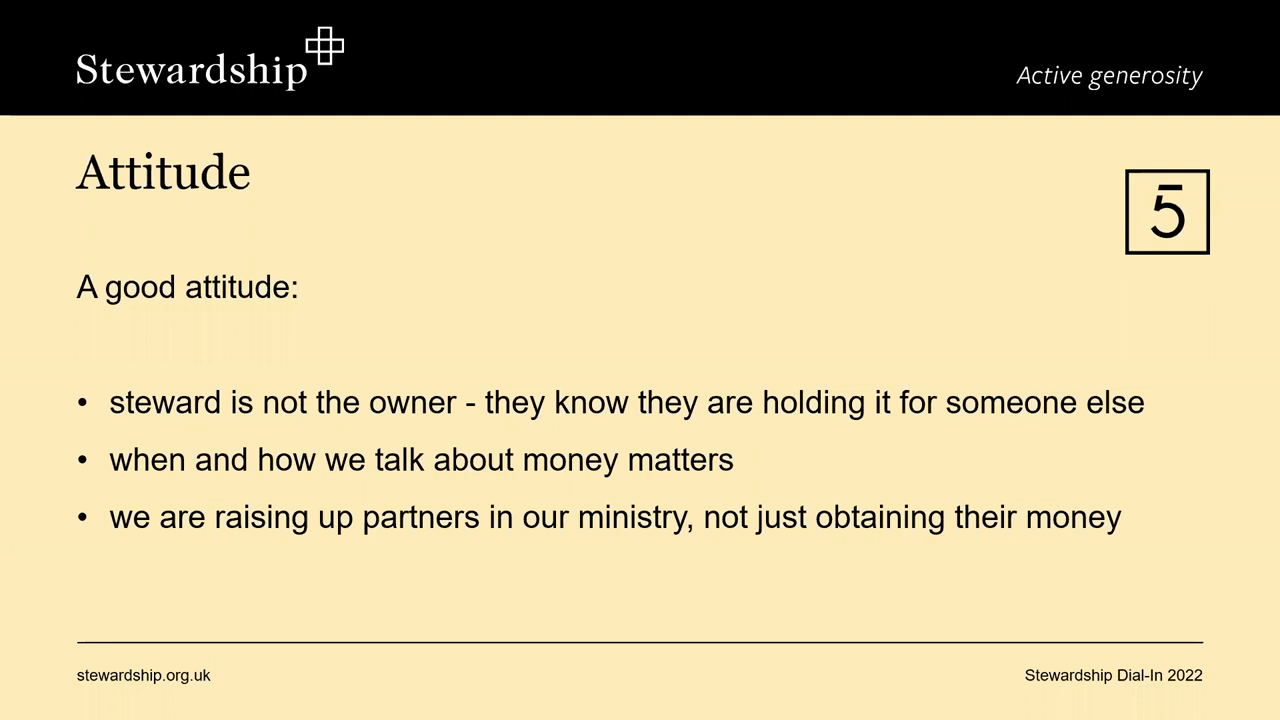 Stewardship
Active generosity
Attitude
5
A good attitude:
• steward is not the owner - they know they are holding it for someone else
• when and how we talk about money matters
• we are raising up partners in our ministry, not just obtaining their money
stewardship.org.uk
Stewardship Dial-In 2022